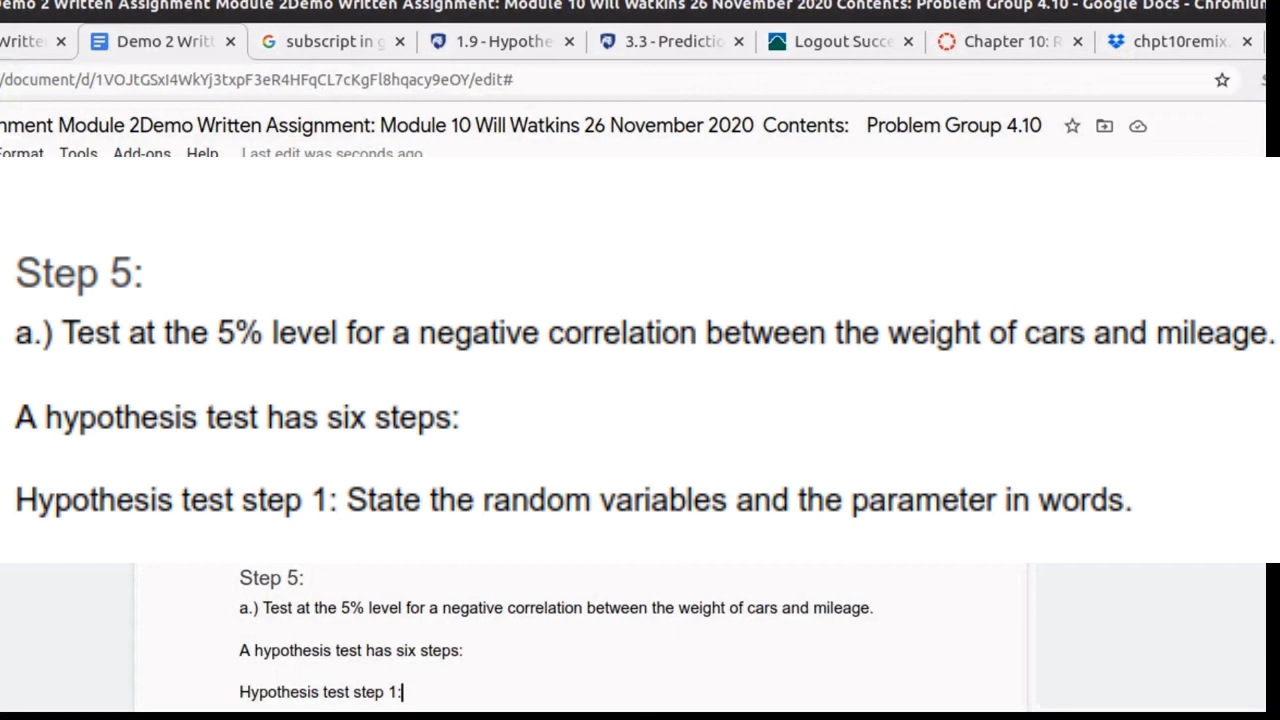 emo 2 Written Assignment Module 2Demo Written Assignment: Module 10 Will Watkins 26 November 2020 Contents: Problem Group 4.10 - Google Docs - Chromium
Writte × Demo 2 Writt × subscript in g × 1.9 - Hypothe × 3.3 - Predictio × Logout Succe × Chapter 10: R × chpt10remix. ×
/document/d/1VOJtGSxI4WkYj3txpF3eR4HFqCL7cKgFl8hqacy9eOY/edit#
nment Module 2Demo Written Assignment: Module 10 Will Watkins 26 November 2020 Contents: Problem Group 4.10
Format Tools Add-ons Help Last edit was seconds ago
Step 5:
a.) Test at the 5% level for a negative correlation between the weight of cars and mileage.
A hypothesis test has six steps:
Hypothesis test step 1: State the random variables and the parameter in words.
Step 5:
a.) Test at the 5% level for a negative correlation between the weight of cars and mileage.
A hypothesis test has six steps:
Hypothesis test step 1: